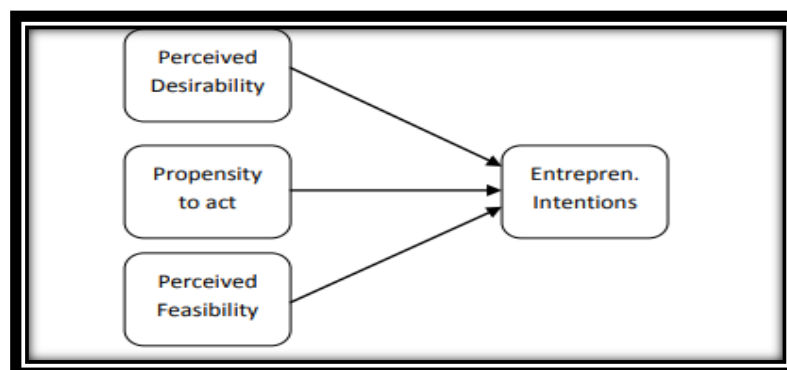 Perceived
Desirability
Propensity
to act
Entrepren.
Intentions
Perceived
Feasibility